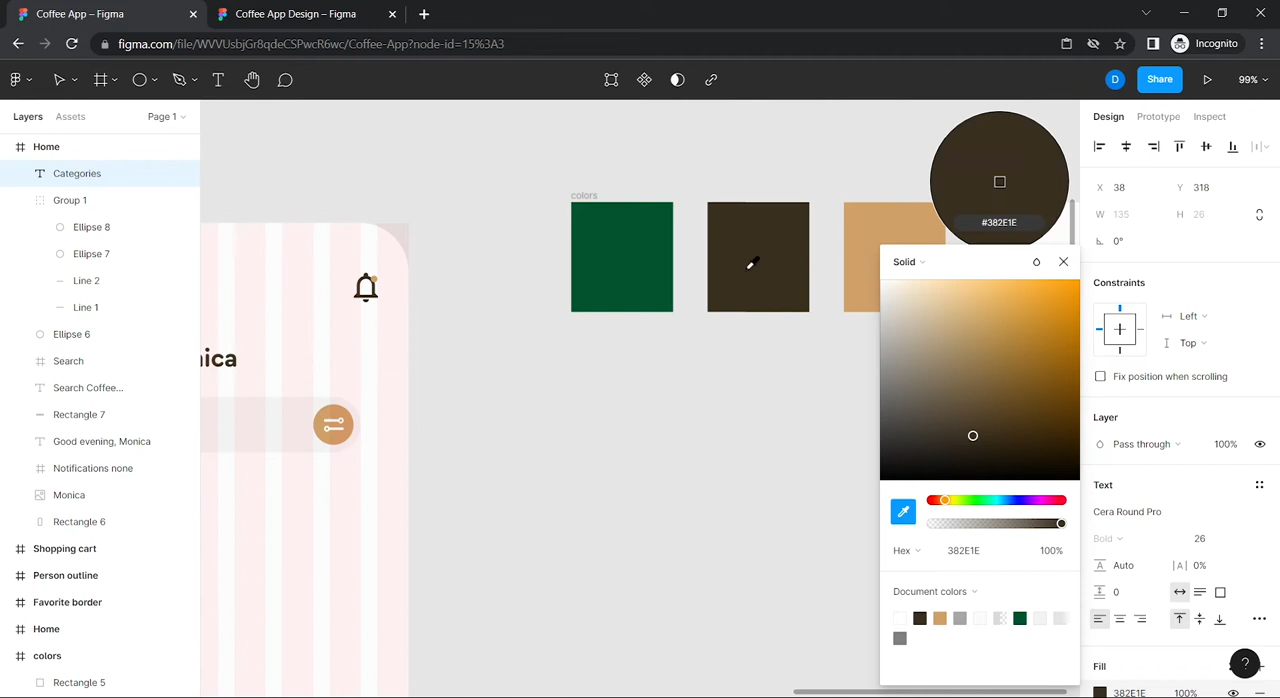 Coffee App – Figma
Coffee App Design – Figma
figma.com/file/WVVUsbjGr8qdeCSPwcR6wc/Coffee-App?node-id=15%3A3
Incognito
D
Share
99%
Layers
Assets
Page 1
Design
Prototype
Inspect
Home
Categories
Group 1
Ellipse 8
Ellipse 7
Line 2
Line 1
Ellipse 6
Search
Search Coffee...
Rectangle 7
Good evening, Monica
Notifications none
Monica
Rectangle 6
Shopping cart
Person outline
Favorite border
Home
colors
Rectangle 5
nica
colors
#382E1E
Solid
Hex
382E1E
100%
Document colors
X 38
Y 318
W 135
H 26
0°
Constraints
Left
Top
Fix position when scrolling
Layer
Pass through
100%
Text
Cera Round Pro
Bold
26
Auto
|A| 0%
0
Fill
?
382E1E
100%